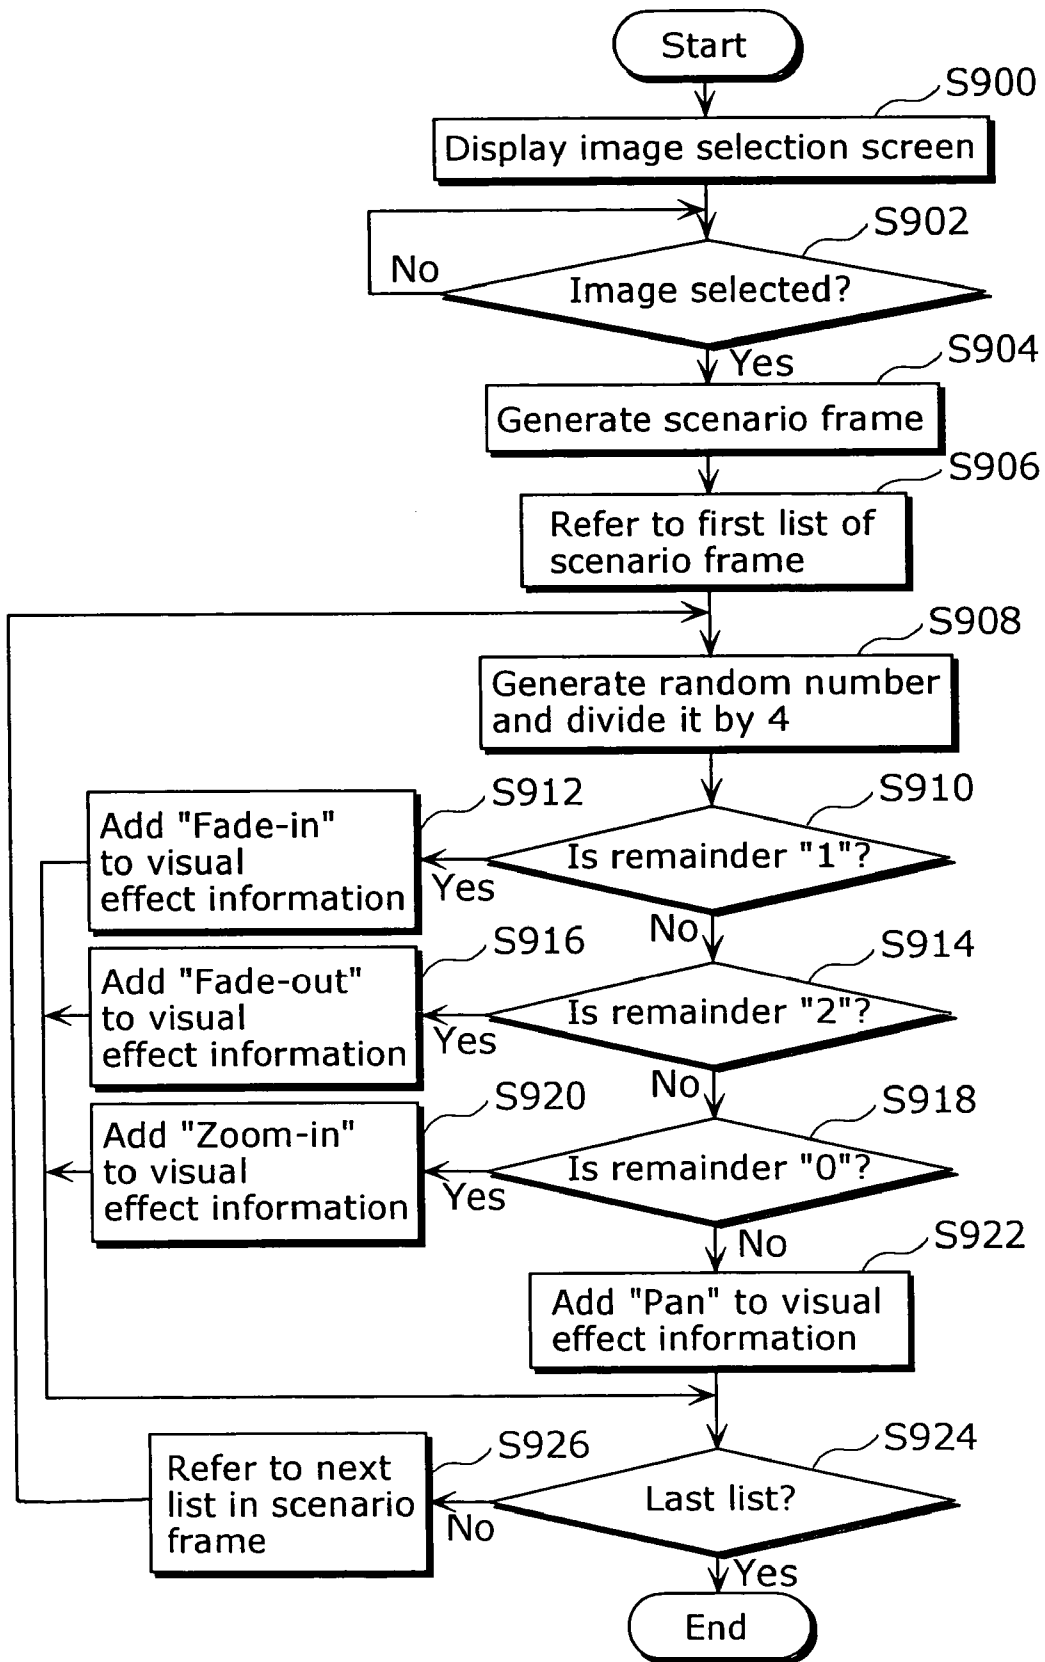 Start
S900
Display image selection screen
S902
No
Image selected?
Yes
S904
Generate scenario frame
S906
Refer to first list of
scenario frame
S908
Generate random number
and divide it by 4
S912
S910
Add "Fade-in"
to visual
effect information
Is remainder "1"?
Yes
No
S916
S914
Add "Fade-out"
to visual
effect information
Is remainder "2"?
Yes
No
S920
S918
Add "Zoom-in"
to visual
effect information
Is remainder "0"?
Yes
No
S922
Add "Pan" to visual
effect information
S926
S924
Refer to next
list in scenario
frame
Last list?
No
Yes
End